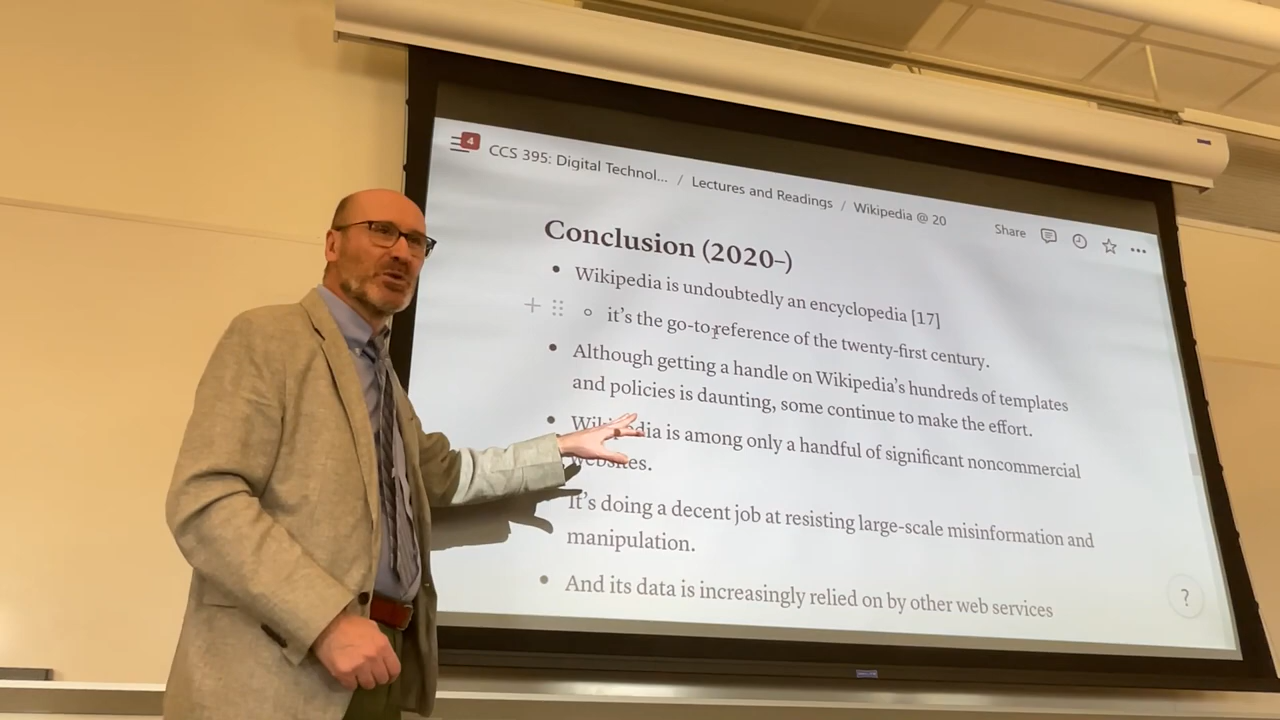 4
CCS 395: Digital Technol... / Lectures and Readings / Wikipedia @ 20
Share
Conclusion (2020–)
• Wikipedia is undoubtedly an encyclopedia [17]
it's the go-to reference of the twenty-first century.
• Although getting a handle on Wikipedia's hundreds of templates
and policies is daunting, some continue to make the effort.
• Wikipedia is among only a handful of significant noncommercial
websites.
It's doing a decent job at resisting large-scale misinformation and
manipulation.
• And its data is increasingly relied on by other web services
?